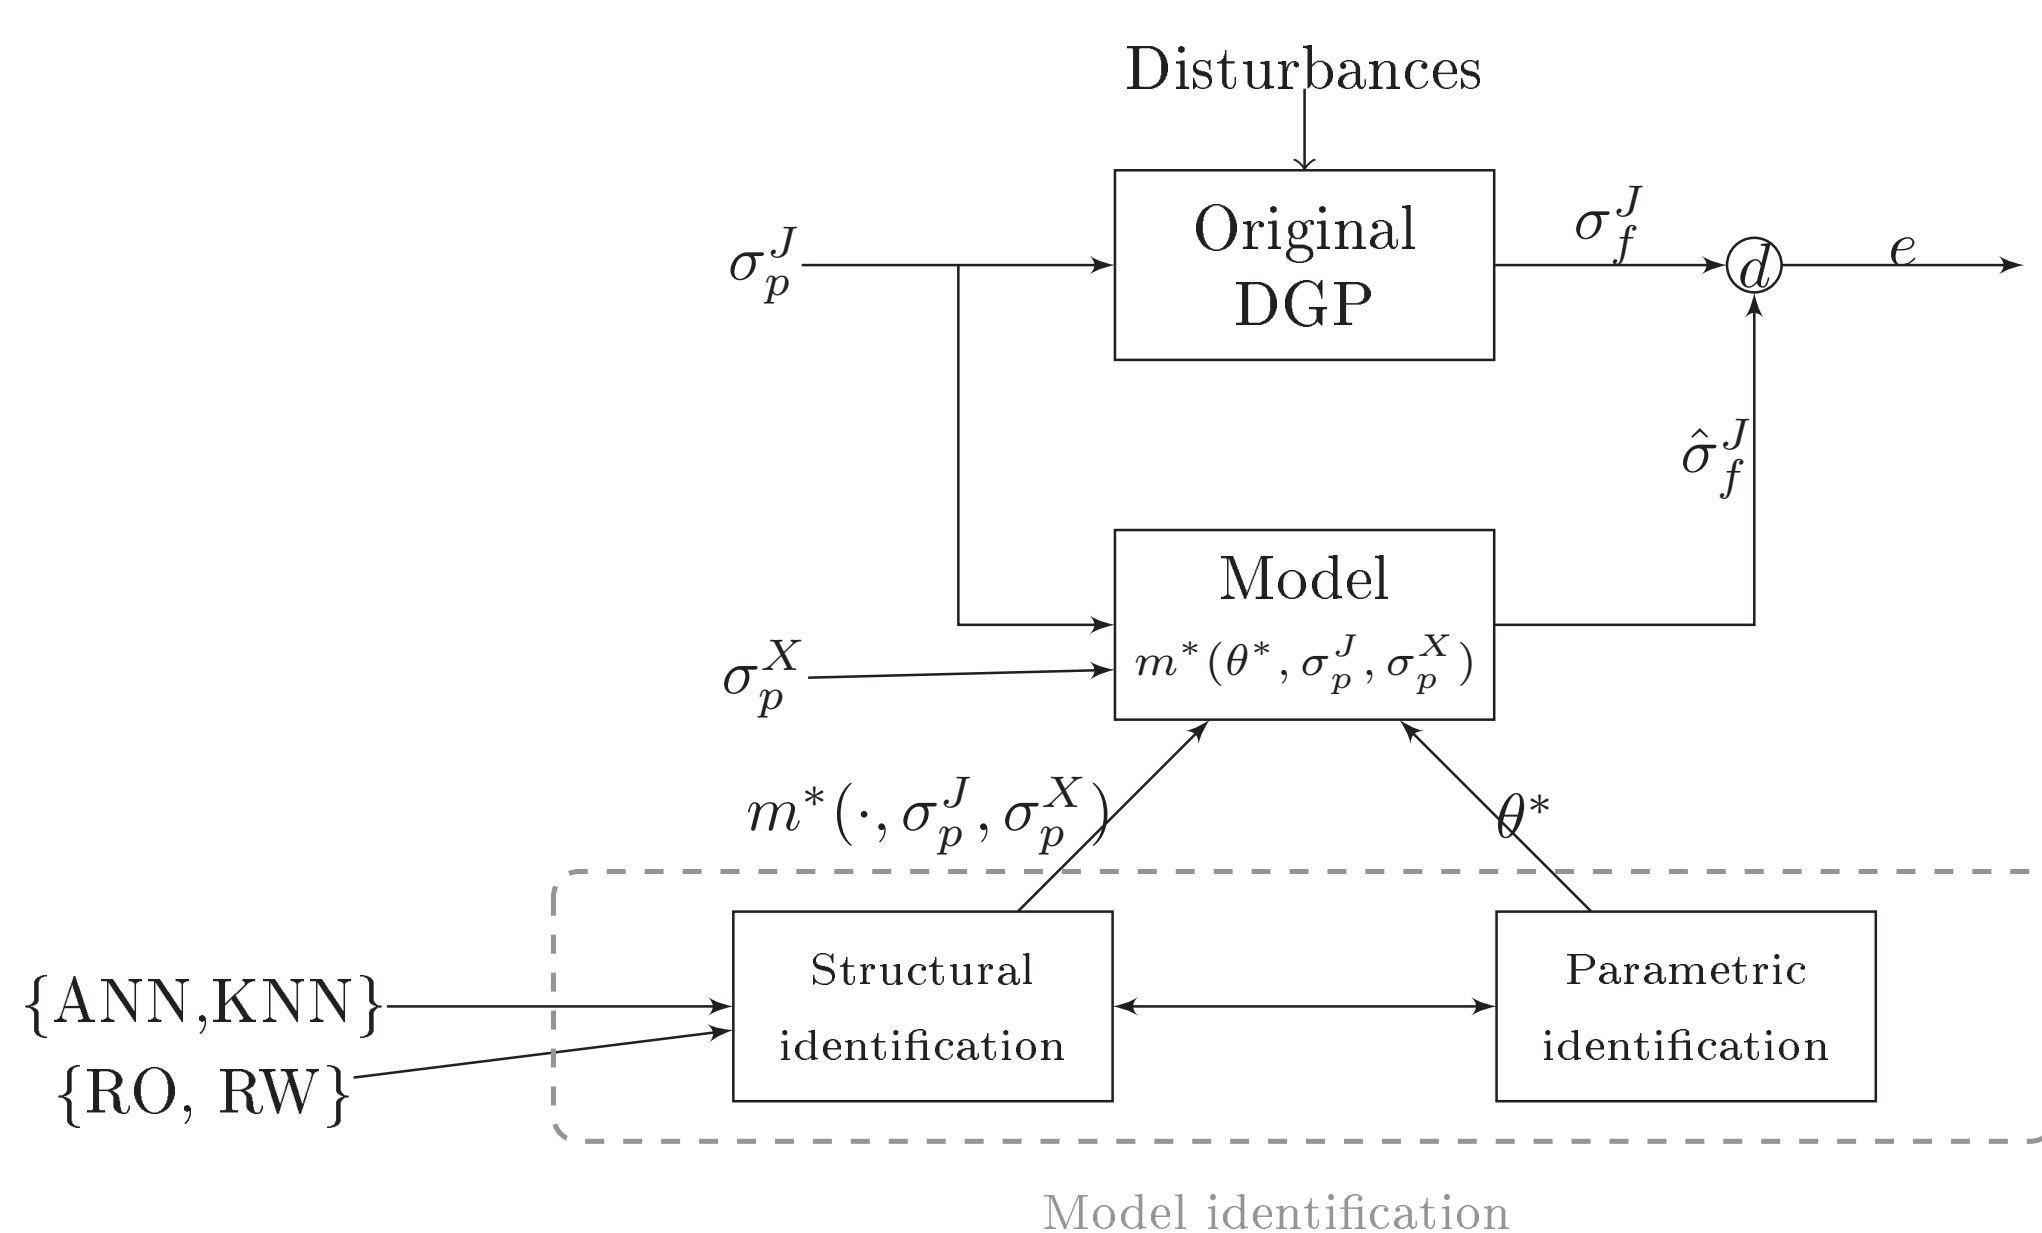 Disturbances
Original
DGP
σ_p^J
σ_f^J
d
e
σ̂_f^J
Model
m*(θ*, σ_p^J, σ_p^X)
σ_p^X
m*(·, σ_p^J, σ_p^X)
θ*
Structural
identification
Parametric
identification
{ANN,KNN}
{RO, RW}
Model identification